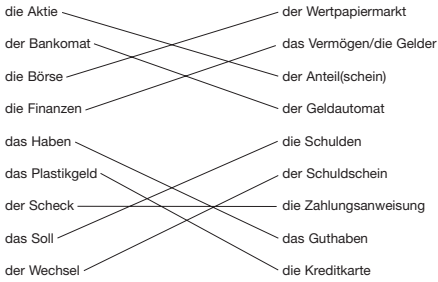 die Aktie der Wertpapiermarkt
der Bankomat das Vermögen/die Gelder
die Börse der Anteil(schein)
die Finanzen der Geldautomat
das Haben die Schulden
das Plastikgeld der Schuldschein
der Scheck die Zahlungsanweisung
das Soll das Guthaben
der Wechsel die Kreditkarte